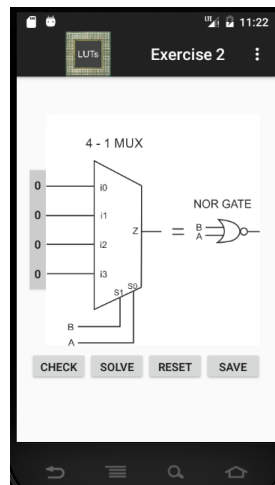 LTE 11:22
LUTs Exercise 2
4 - 1 MUX
NOR GATE
0 i0
0 i1
Z = B
A
0 i2
0 i3
S1 S0
B
A
CHECK SOLVE RESET SAVE